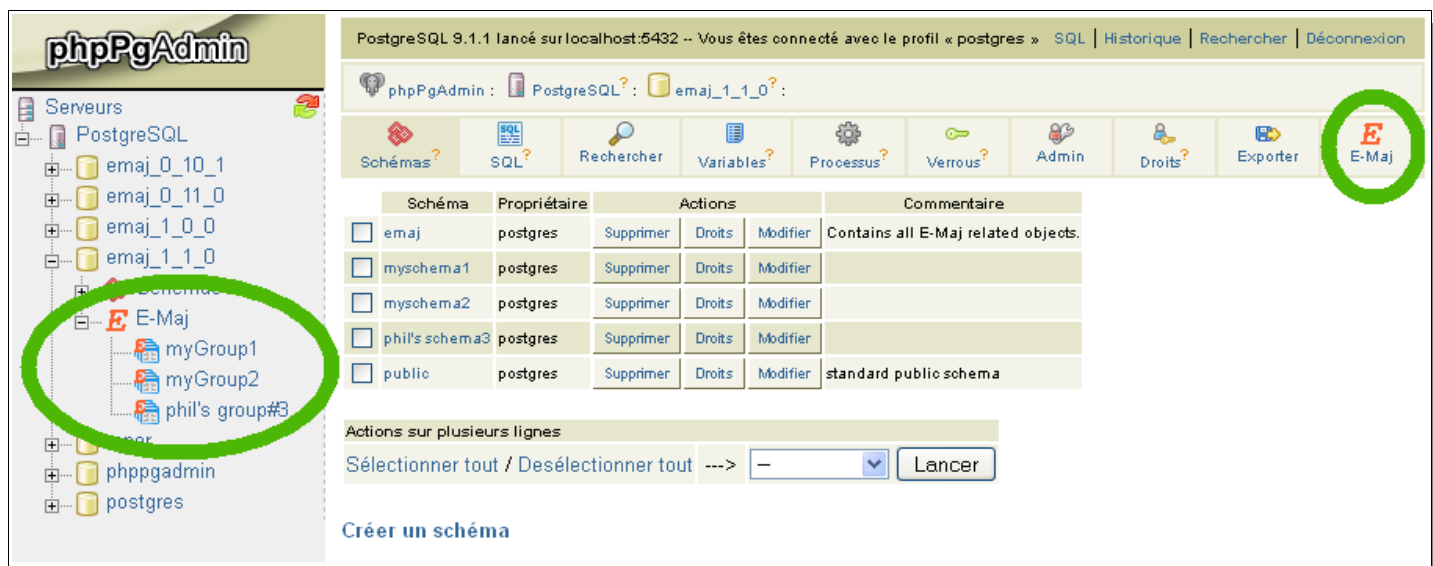 phpPgAdmin
Serveurs
PostgreSQL
emaj_0_10_1
emaj_0_11_0
emaj_1_0_0
emaj_1_1_0
E-Maj
myGroup1
myGroup2
phil's group#3
phppgadmin
postgres
PostgreSQL 9.1.1 lancé sur localhost:5432 -- Vous êtes connecté avec le profil « postgres » SQL | Historique | Rechercher | Déconnexion
phpPgAdmin : PostgreSQL? : emaj_1_1_0? :
Schémas? SQL? Rechercher Variables? Processus? Verrous? Admin Droits? Exporter E-Maj
Schéma Propriétaire Actions Commentaire
emaj postgres Supprimer Droits Modifier Contains all E-Maj related objects.
myschema1 postgres Supprimer Droits Modifier
myschema2 postgres Supprimer Droits Modifier
phil's schema3 postgres Supprimer Droits Modifier
public postgres Supprimer Droits Modifier standard public schema
Actions sur plusieurs lignes
Sélectionner tout / Desélectionner tout ---> -- Lancer
Créer un schéma